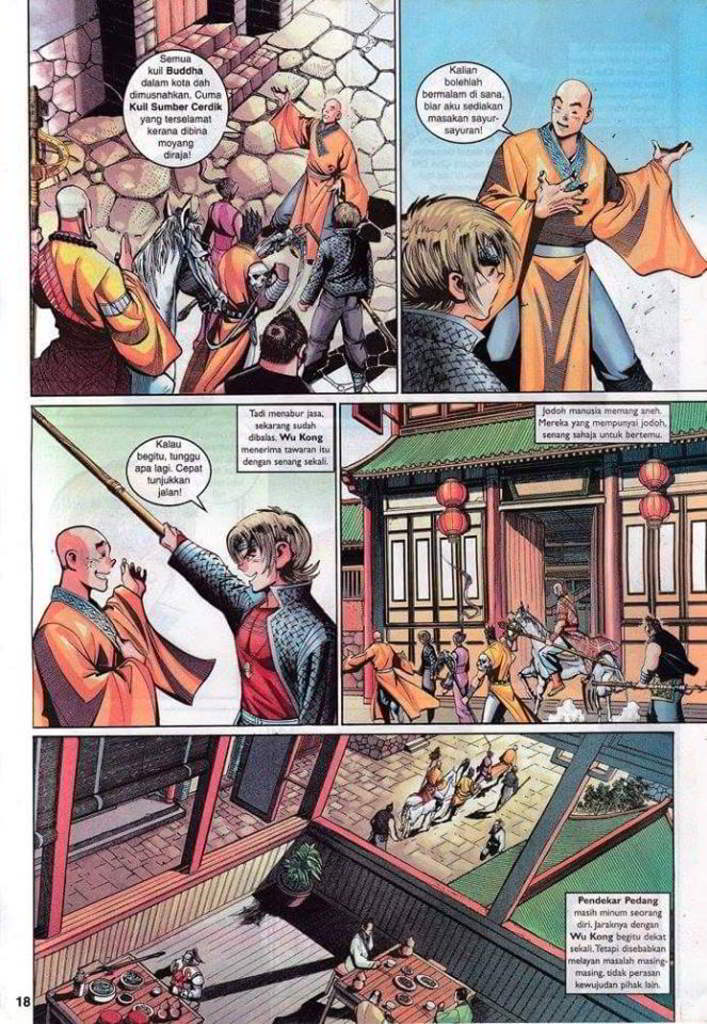 Semua
kuil Buddha
dalam kota dah
dimusnahkan. Cuma
Kuil Sumber Cerdik
yang terselamat
kerana dibina
moyang
diraja!
Kalian
bolehlah
bermalam di sana,
biar aku sediakan
masakan sayur-
sayuran!
Kalau
begitu, tunggu
apa lagi. Cepat
tunjukkan
jalan!
Tadi menabur jasa,
sekarang sudah
dibalas. Wu Kong
menerima tawaran itu
dengan senang sekali.
Jodoh manusia memang aneh.
Mereka yang mempunyai jodoh,
senang sahaja untuk bertemu.
Pendekar Pedang
masih minum seorang
diri. Jaraknya dengan
Wu Kong begitu dekat
sekali. Tetapi disebabkan
melayan masalah masing-
masing, tidak perasan
kewujudan pihak lain.
18